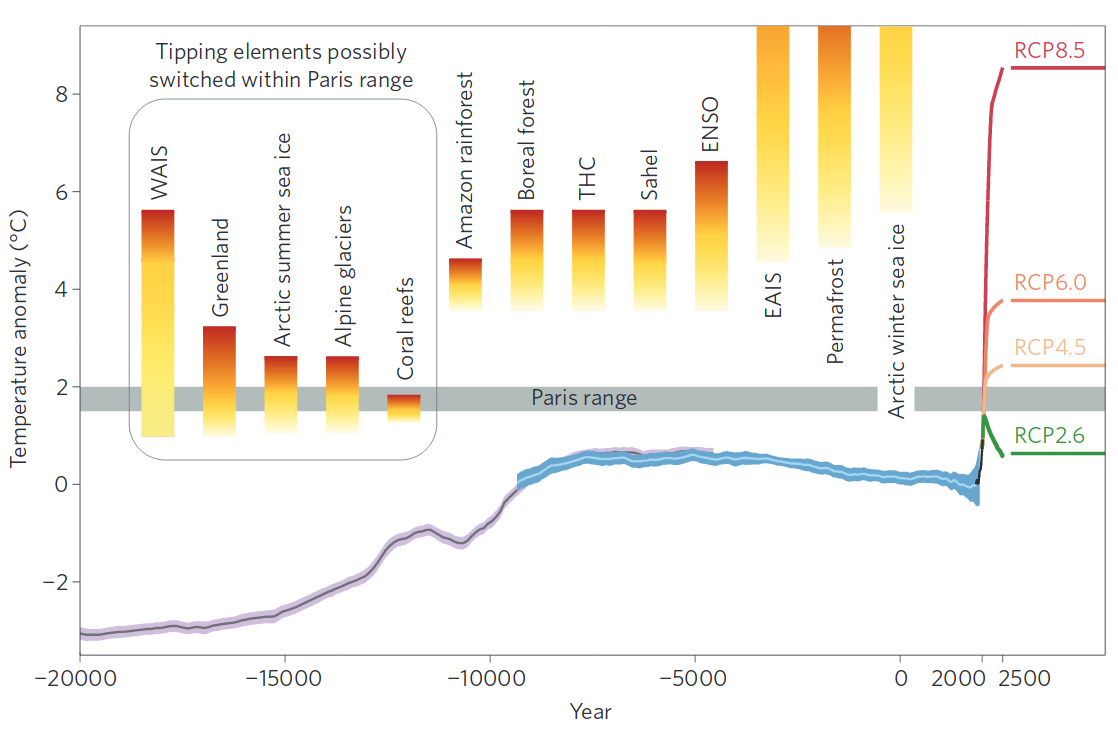 Tipping elements possibly
switched within Paris range
WAIS
Greenland
Arctic summer sea ice
Alpine glaciers
Coral reefs
Amazon rainforest
Boreal forest
THC
Sahel
ENSO
EAIS
Permafrost
Arctic winter sea ice
RCP8.5
RCP6.0
RCP4.5
RCP2.6
Paris range
Temperature anomaly (°C)
8
6
4
2
0
−2
−20000 −15000 −10000 −5000 0 2000 2500
Year